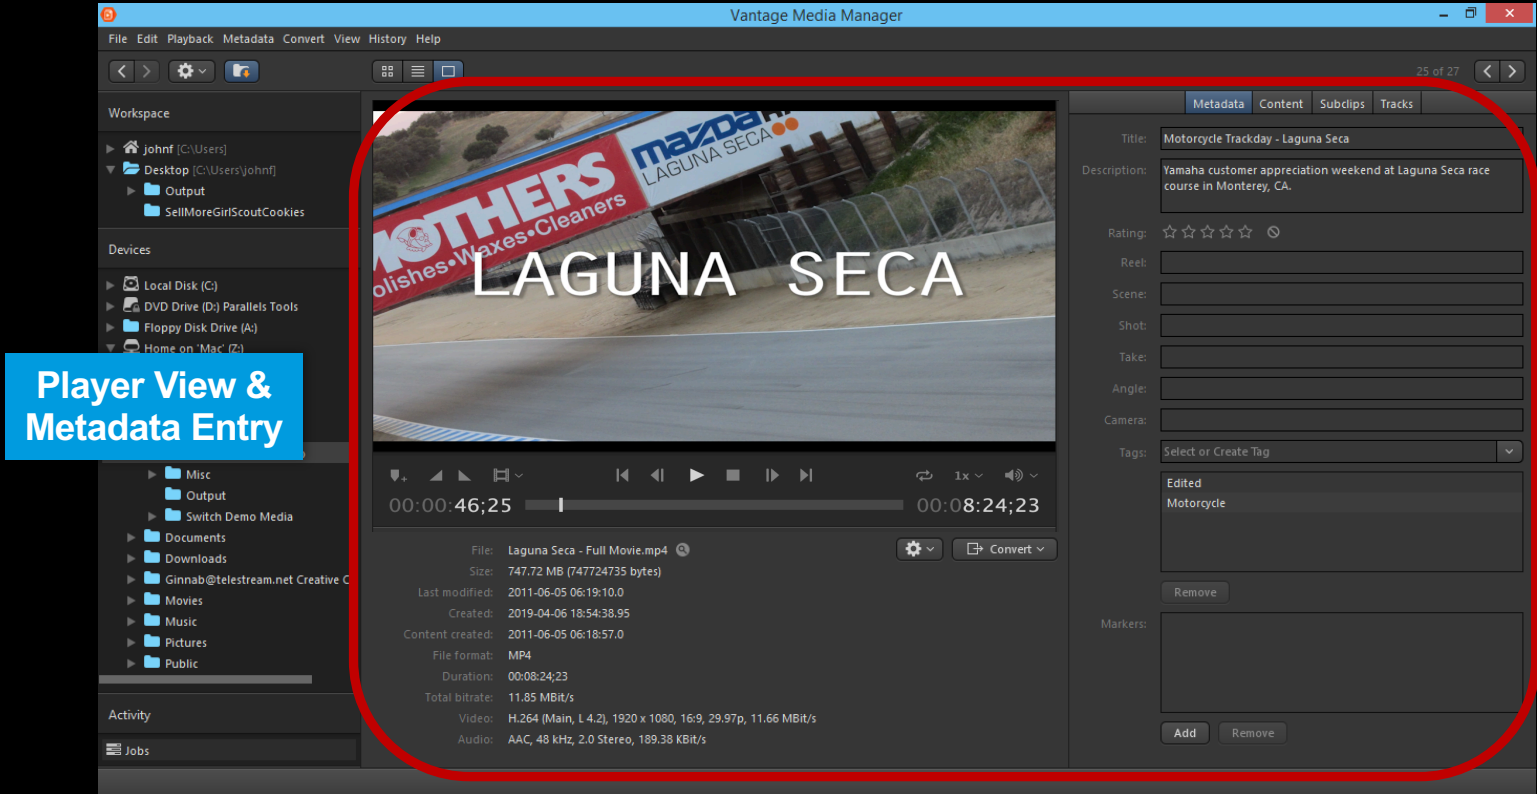 Vantage Media Manager
File Edit Playback Metadata Convert View History Help
25 of 27
Workspace
johnf [C:\Users]
Desktop [C:\Users\johnf]
Output
SellMoreGirlScoutCookies
Devices
Local Disk (C:)
DVD Drive (D:) Parallels Tools
Floppy Disk Drive (A:)
Home on 'Mac' (Z:)
Player View &
Metadata Entry
Misc
Output
Switch Demo Media
Documents
Downloads
Ginnab@telestream.net Creative C
Movies
Music
Pictures
Public
Activity
Jobs
MOTHERS
Waxes•Cleaners
mazda
LAGUNA SECA
LAGUNA SECA
1x
00:00:46;25
00:08:24;23
Convert
File: Laguna Seca - Full Movie.mp4
Size: 747.72 MB (747724735 bytes)
Last modified: 2011-06-05 06:19:10.0
Created: 2019-04-06 18:54:38.95
Content created: 2011-06-05 06:18:57.0
File format: MP4
Duration: 00:08:24;23
Total bitrate: 11.85 MBit/s
Video: H.264 (Main, L 4.2), 1920 x 1080, 16:9, 29.97p, 11.66 MBit/s
Audio: AAC, 48 kHz, 2.0 Stereo, 189.38 KBit/s
Metadata Content Subclips Tracks
Title: Motorcycle Trackday - Laguna Seca
Description: Yamaha customer appreciation weekend at Laguna Seca race
course in Monterey, CA.
Rating:
Reel:
Scene:
Shot:
Take:
Angle:
Camera:
Tags: Select or Create Tag
Edited
Motorcycle
Remove
Markers:
Add Remove